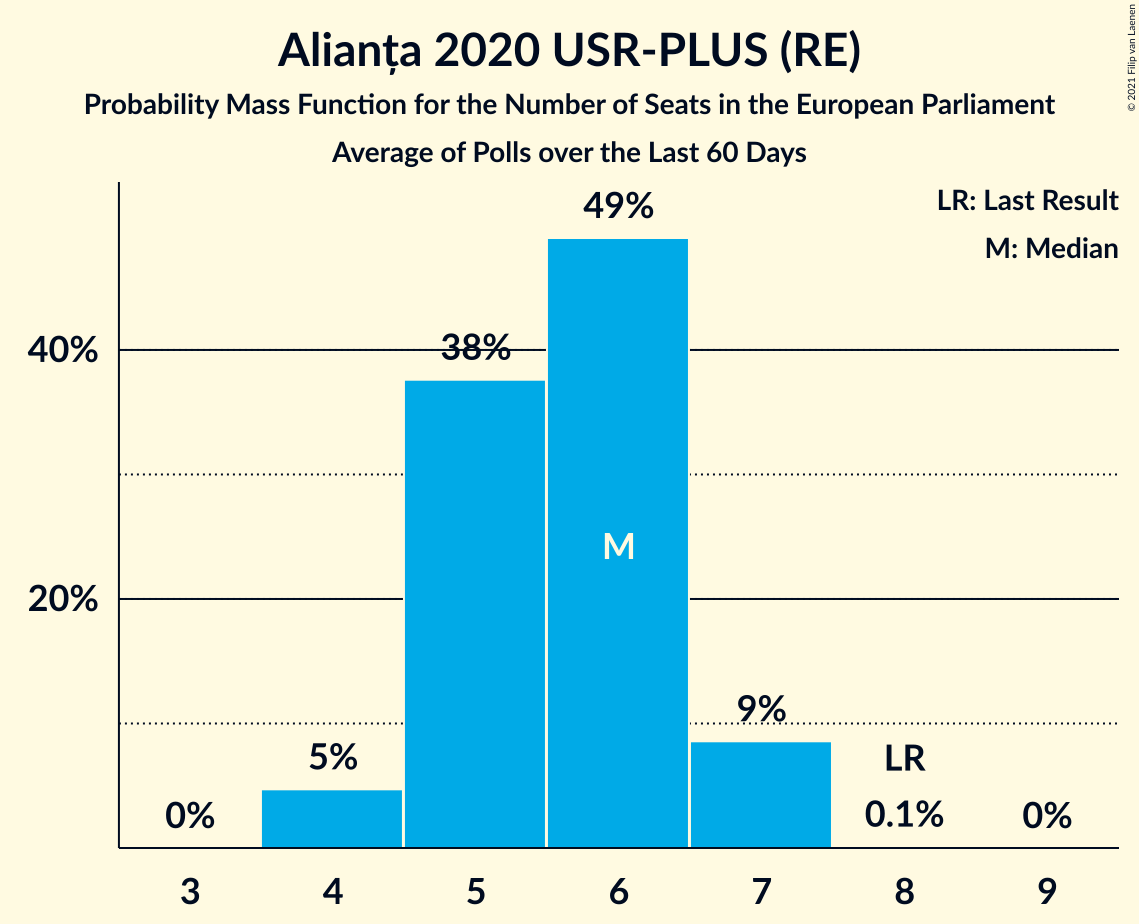 Alianța 2020 USR-PLUS (RE)
Probability Mass Function for the Number of Seats in the European Parliament
Average of Polls over the Last 60 Days
© 2021 Filip van Laenen
LR: Last Result
M: Median
49%
38%
40%
M
20%
9%
5%
LR
0%
0.1%
0%
3 4 5 6 7 8 9